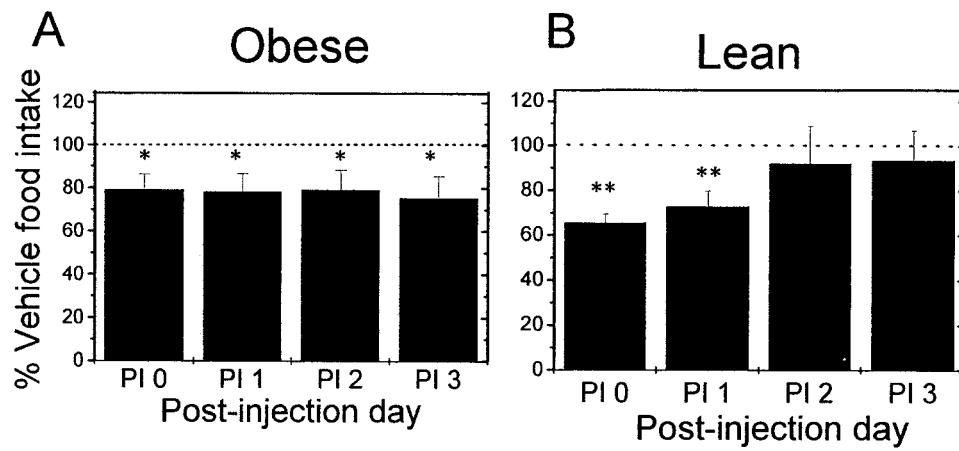 A
Obese
% Vehicle food intake
120
100
80
60
40
20
0
*
*
*
*
PI 0
PI 1
PI 2
PI 3
Post-injection day
B
Lean
120
100
80
60
40
20
0
**
**
PI 0
PI 1
PI 2
PI 3
Post-injection day